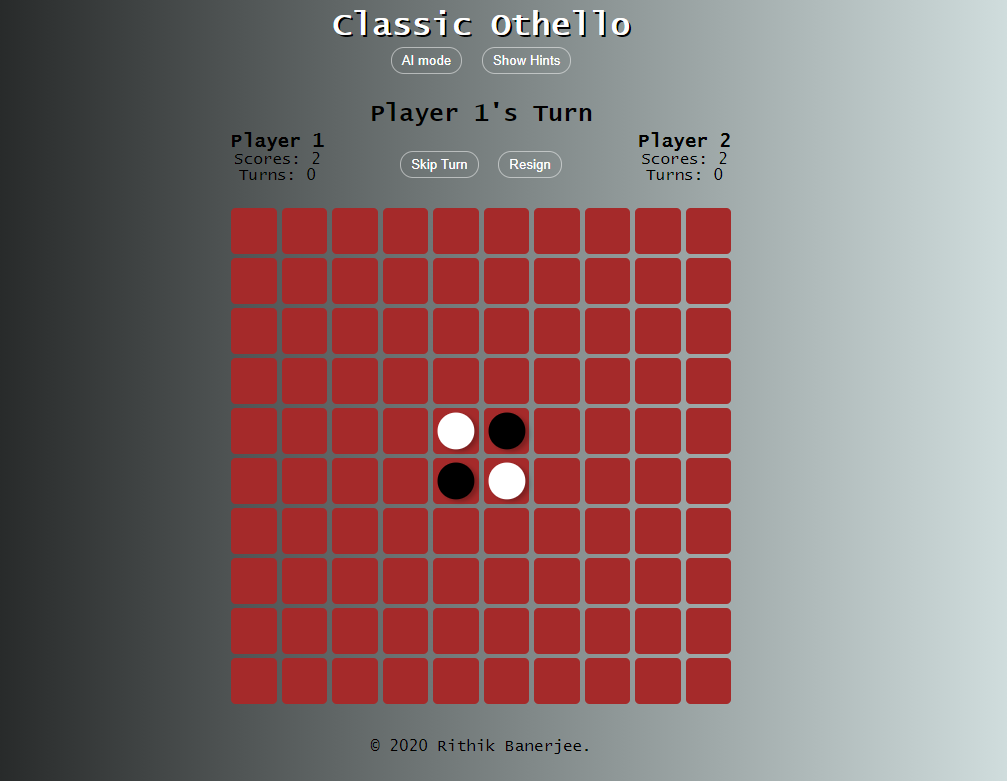 Classic Othello
AI mode Show Hints
Player 1's Turn
Player 1 Player 2
Scores: 2 Skip Turn Resign Scores: 2
Turns: 0 Turns: 0
© 2020 Rithik Banerjee.